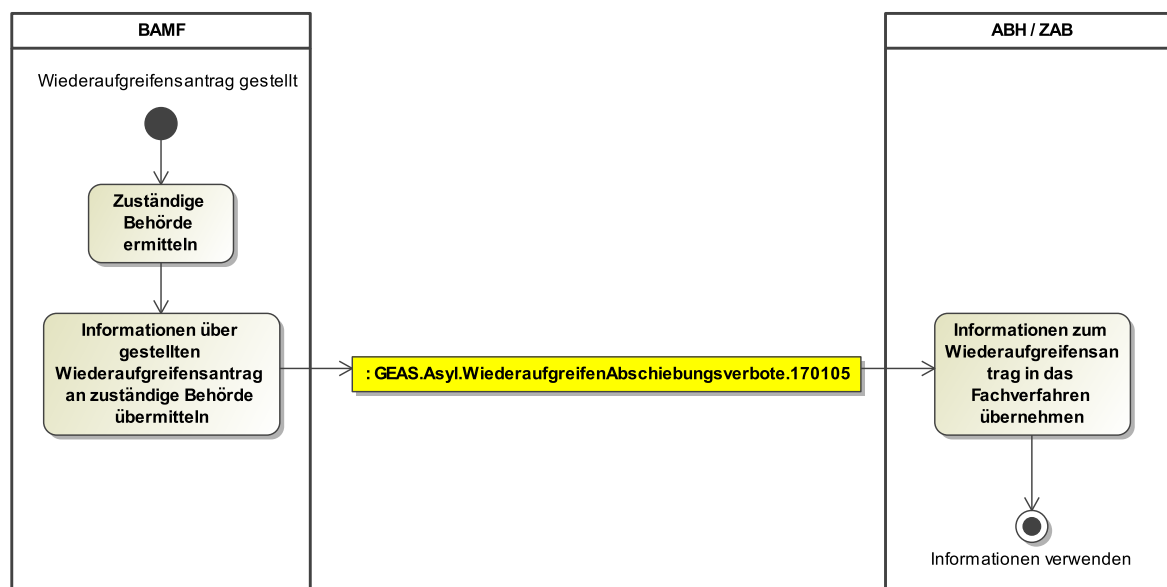 BAMF
ABH / ZAB
Wiederaufgreifensantrag gestellt
Zuständige
Behörde
ermitteln
Informationen über
gestellten
Wiederaufgreifensantrag
an zuständige Behörde
übermitteln
: GEAS.Asyl.WiederaufgreifenAbschiebungsverbote.170105
Informationen zum
Wiederaufgreifensan
trag in das
Fachverfahren
übernehmen
Informationen verwenden